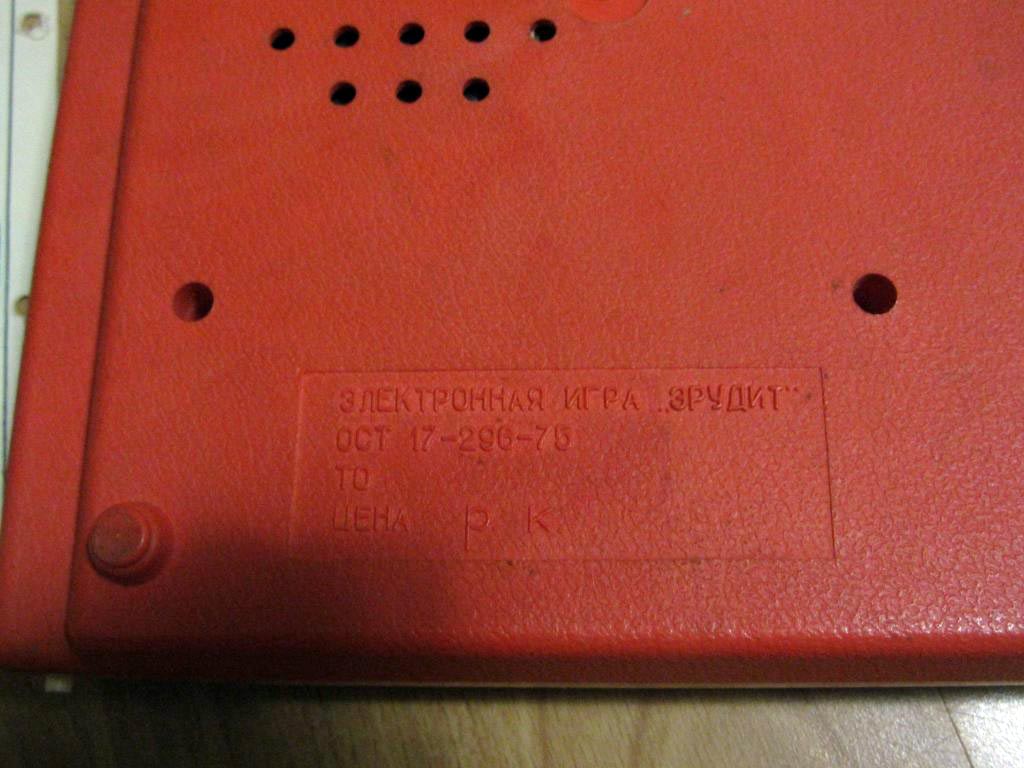 ЭЛЕКТРОННАЯ ИГРА „ЭРУДИТ"
ОСТ 17-296-75
ТО
ЦЕНА р к